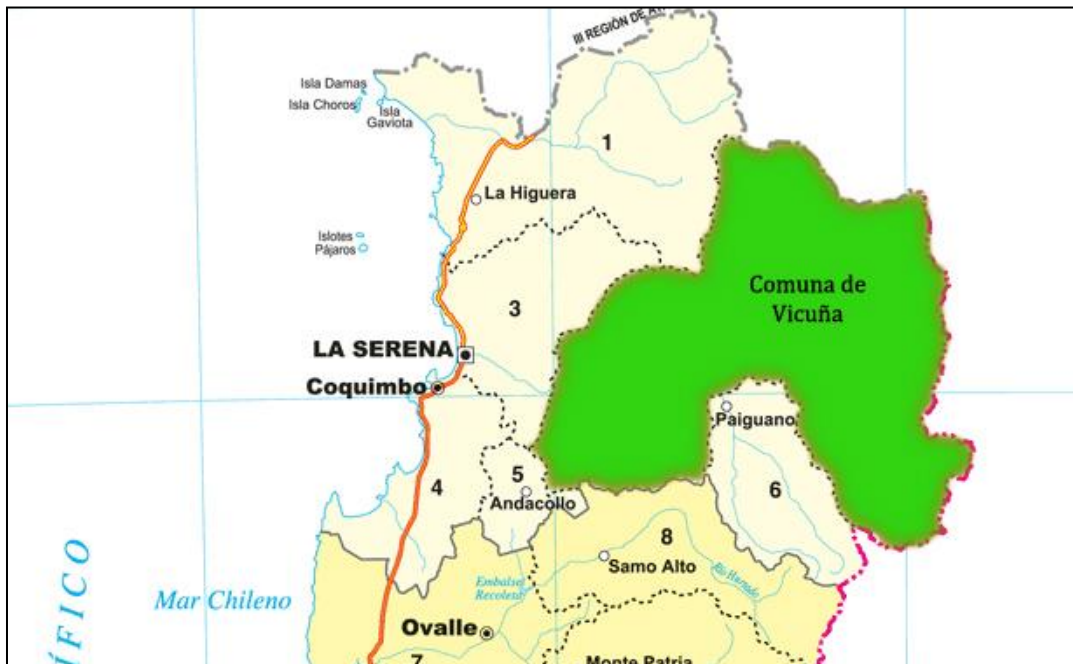 III REGIÓN DE
Isla Damas
Isla Choros
Isla
Gaviota
1
La Higuera
Islotes
Pájaros
Comuna de
Vicuña
3
LA SERENA
Coquimbo
Paiguano
4
5
Andacollo
6
8
Samo Alto
Río Hurtado
Embalse
Recoleta
Mar Chileno
ÍFICO
Ovalle
7
Monte Patria